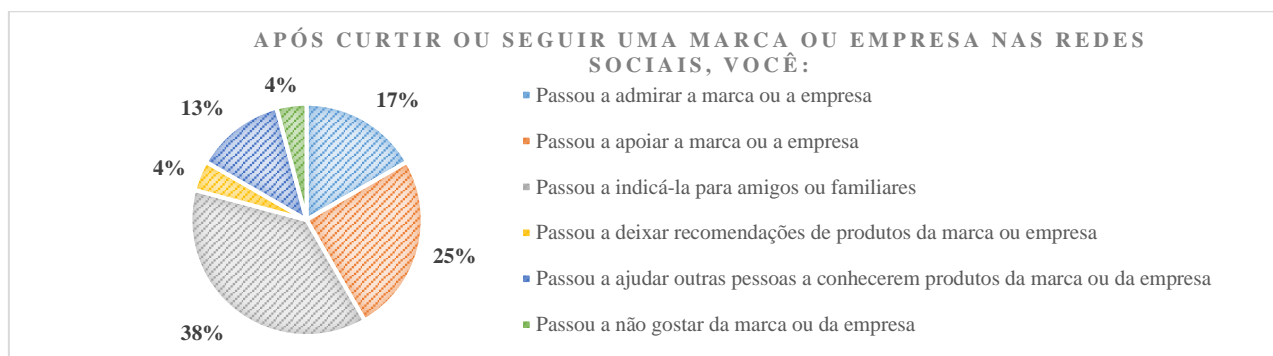 APÓS CURTIR OU SEGUIR UMA MARCA OU EMPRESA NAS REDES
SOCIAIS, VOCÊ:
4%
13%
17%
4%
25%
38%
Passou a admirar a marca ou a empresa
Passou a apoiar a marca ou a empresa
Passou a indicá-la para amigos ou familiares
Passou a deixar recomendações de produtos da marca ou empresa
Passou a ajudar outras pessoas a conhecerem produtos da marca ou da empresa
Passou a não gostar da marca ou da empresa